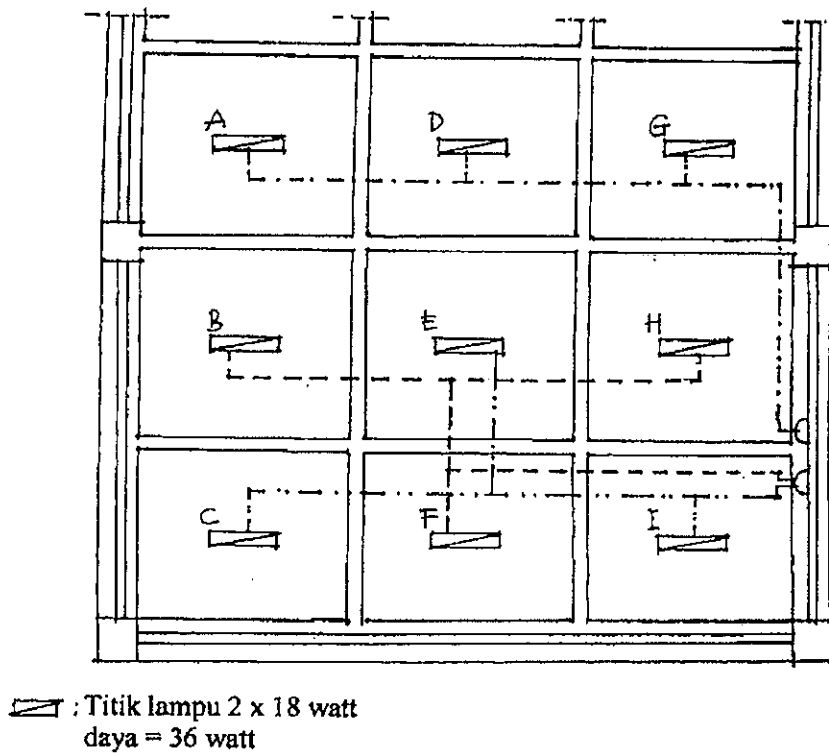 A D G
B E H
C F I
: Titik lampu 2 x 18 watt
daya = 36 watt